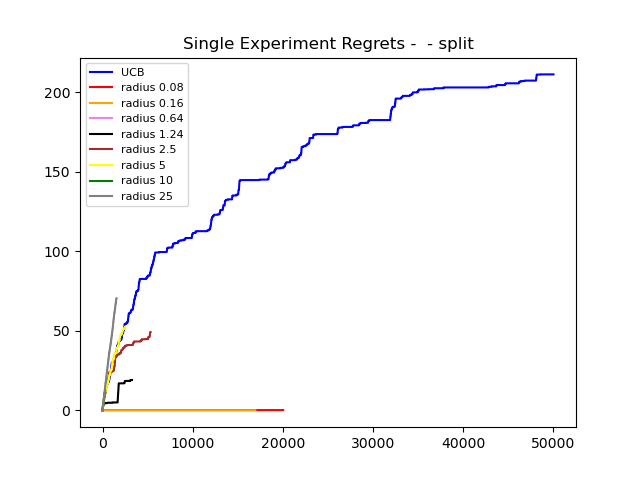 Single Experiment Regrets -  - split
UCB
radius 0.08
radius 0.16
radius 0.64
radius 1.24
radius 2.5
radius 5
radius 10
radius 25
200
150
100
50
0
0 10000 20000 30000 40000 50000